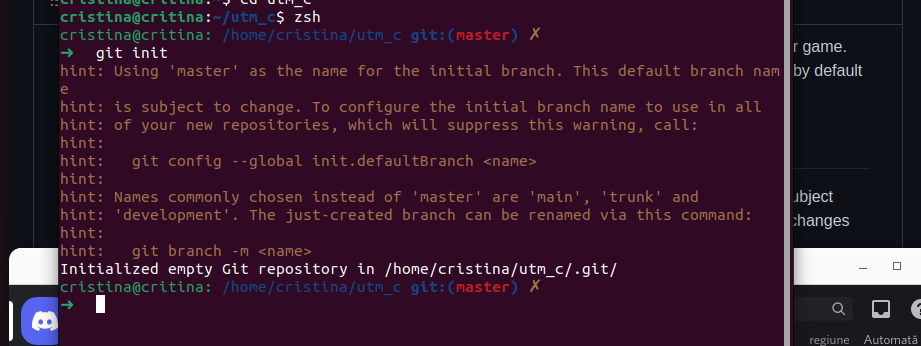 cristina@critina:~$ cd utm_c
cristina@critina:~/utm_c$ zsh
cristina@critina: /home/cristina/utm_c git:(master) ✗
➜ git init
hint: Using 'master' as the name for the initial branch. This default branch nam
e
hint: is subject to change. To configure the initial branch name to use in all
hint: of your new repositories, which will suppress this warning, call:
hint:
hint: git config --global init.defaultBranch <name>
hint:
hint: Names commonly chosen instead of 'master' are 'main', 'trunk' and
hint: 'development'. The just-created branch can be renamed via this command:
hint:
hint: git branch -m <name>
Initialized empty Git repository in /home/cristina/utm_c/.git/
cristina@critina: /home/cristina/utm_c git:(master) ✗
➜
r game.
by default
ubject
changes
regiune
Automată